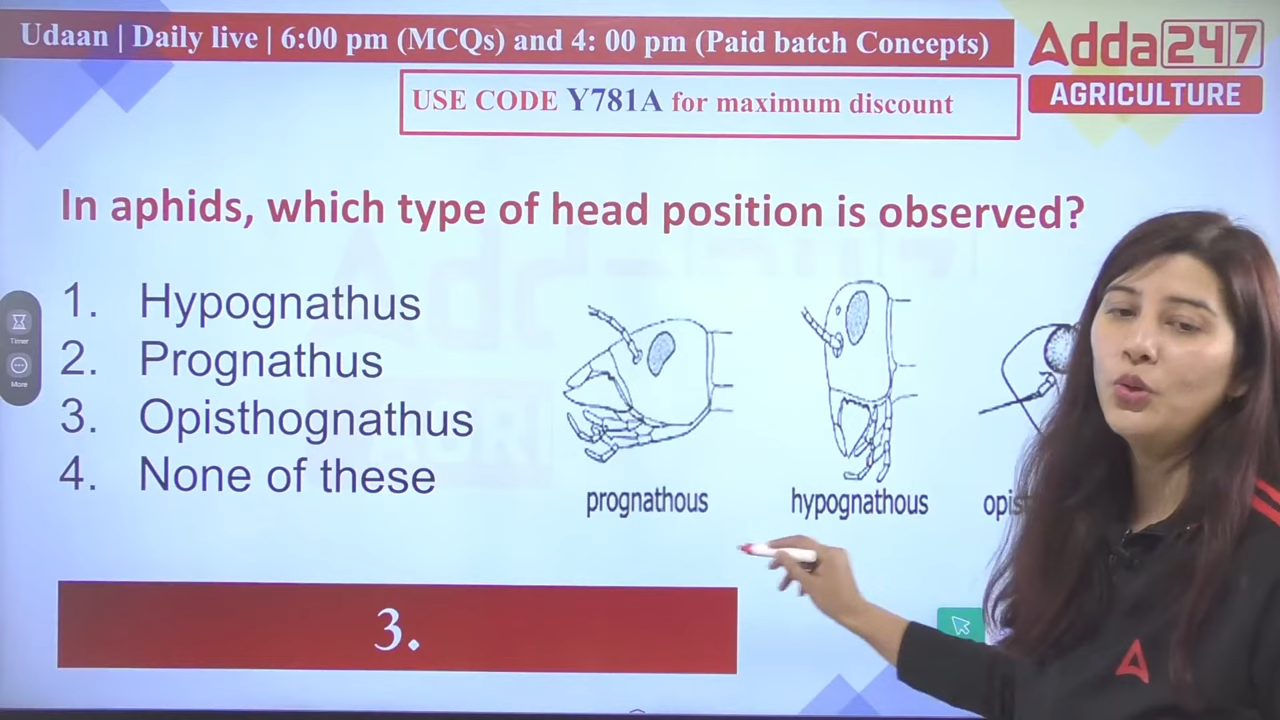 Udaan | Daily live | 6:00 pm (MCQs) and 4: 00 pm (Paid batch Concepts)
Adda247
AGRICULTURE
USE CODE Y781A for maximum discount
In aphids, which type of head position is observed?
1. Hypognathus
2. Prognathus
3. Opisthognathus
4. None of these
prognathous
hypognathous
Timer
More
3.